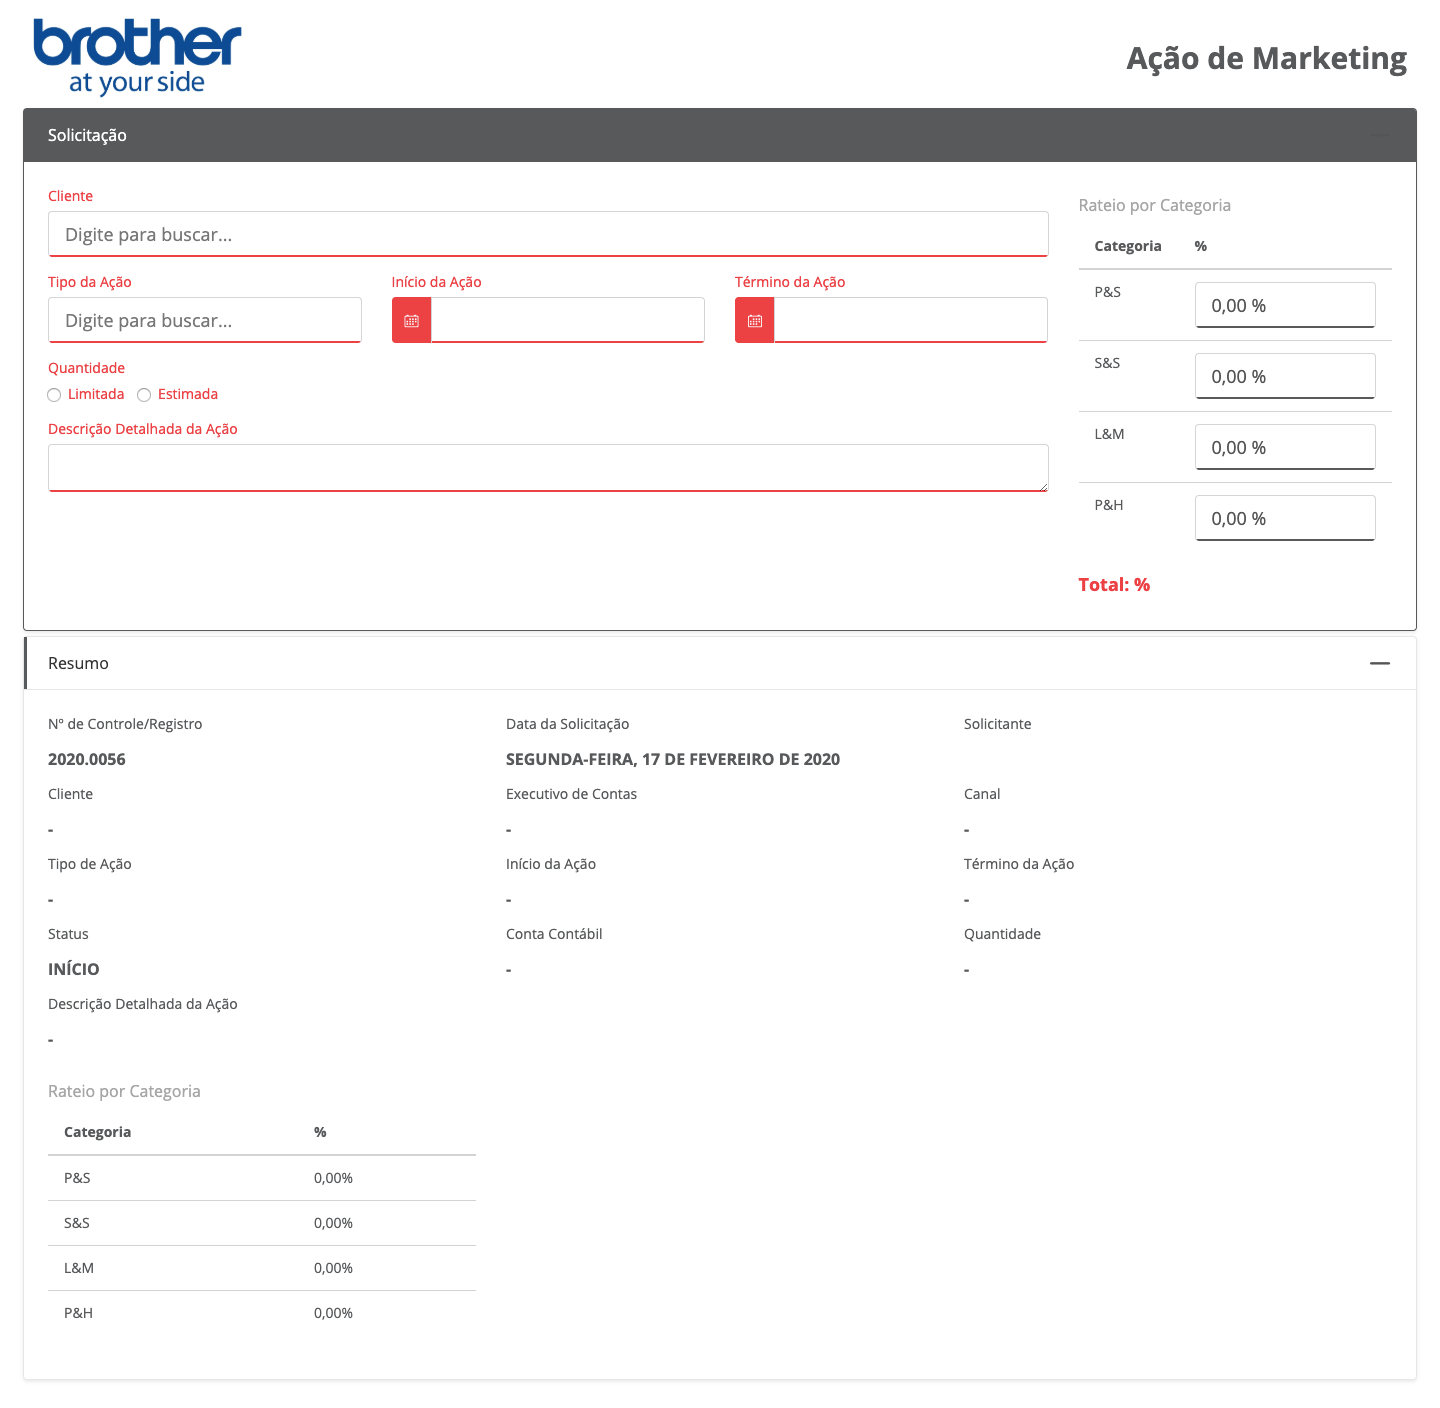 brother
at your side
Ação de Marketing
Solicitação
Cliente
Digite para buscar...
Tipo da Ação
Início da Ação
Término da Ação
Digite para buscar...
Quantidade
Limitada
Estimada
Descrição Detalhada da Ação
Rateio por Categoria
Categoria %
P&S 0,00 %
S&S 0,00 %
L&M 0,00 %
P&H 0,00 %
Total: %
Resumo
Nº de Controle/Registro
Data da Solicitação
Solicitante
2020.0056
SEGUNDA-FEIRA, 17 DE FEVEREIRO DE 2020
Cliente
Executivo de Contas
Canal
-
-
-
Tipo de Ação
Início da Ação
Término da Ação
-
-
-
Status
Conta Contábil
Quantidade
INÍCIO
-
-
Descrição Detalhada da Ação
-
Rateio por Categoria
Categoria %
P&S 0,00%
S&S 0,00%
L&M 0,00%
P&H 0,00%